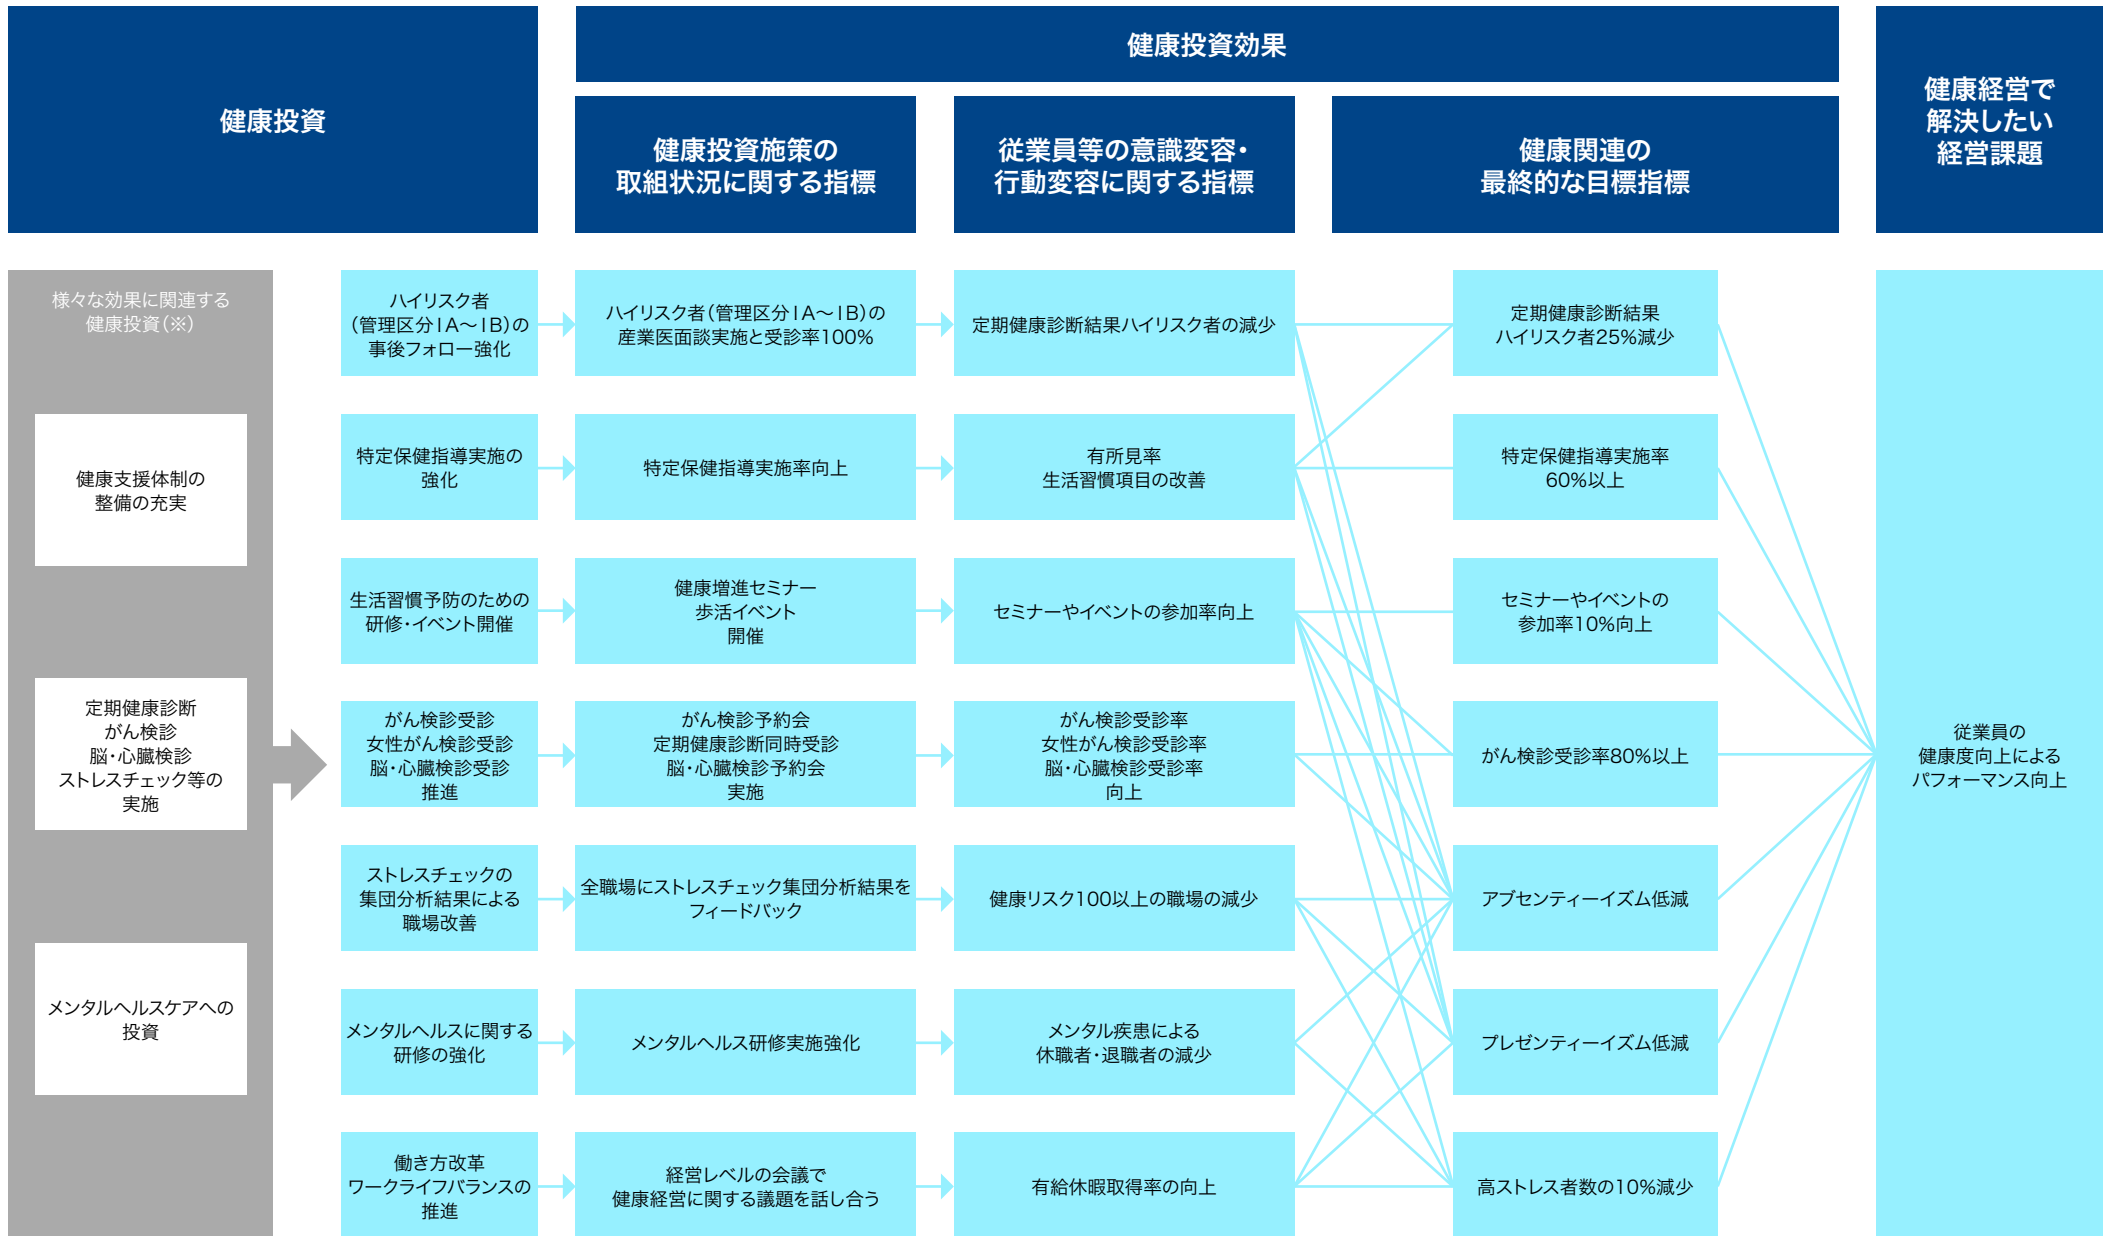 健康投資
健康投資効果
健康投資施策の
取組状況に関する指標
従業員等の意識変容・
行動変容に関する指標
健康関連の
最終的な目標指標
健康経営で
解決したい
経営課題
様々な効果に関連する
健康投資(※)
健康支援体制の
整備の充実
定期健康診断
がん検診
脳・心臓検診
ストレスチェック等の
実施
メンタルヘルスケアへの
投資
ハイリスク者
(管理区分1A〜1B)の
事後フォロー強化
ハイリスク者(管理区分1A〜1B)の
産業医面談実施と受診率100%
定期健康診断結果ハイリスク者の減少
定期健康診断結果
ハイリスク者25%減少
特定保健指導実施の
強化
特定保健指導実施率向上
有所見率
生活習慣項目の改善
特定保健指導実施率
60%以上
生活習慣予防のための
研修・イベント開催
健康増進セミナー
歩活イベント
開催
セミナーやイベントの参加率向上
セミナーやイベントの
参加率10%向上
がん検診受診
女性がん検診受診
脳・心臓検診受診
推進
がん検診予約会
定期健康診断同時受診
脳・心臓検診予約会
実施
がん検診受診率
女性がん検診受診率
脳・心臓検診受診率
向上
がん検診受診率80%以上
ストレスチェックの
集団分析結果による
職場改善
全職場にストレスチェック集団分析結果を
フィードバック
健康リスク100以上の職場の減少
アブセンティーイズム低減
メンタルヘルスに関する
研修の強化
メンタルヘルス研修実施強化
メンタル疾患による
休職者・退職者の減少
プレゼンティーイズム低減
働き方改革
ワークライフバランスの
推進
経営レベルの会議で
健康経営に関する議題を話し合う
有給休暇取得率の向上
高ストレス者数の10%減少
従業員の
健康度向上による
パフォーマンス向上